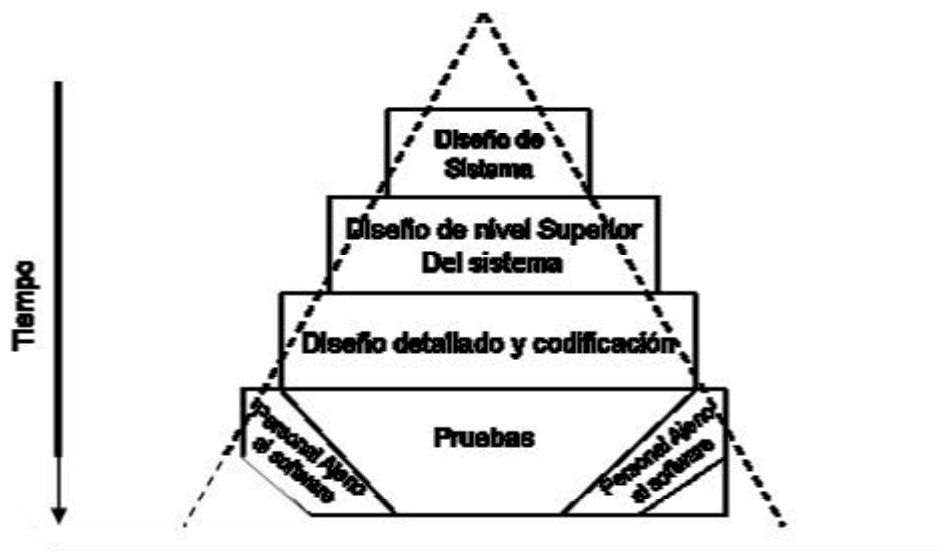 Diseño de
Sistema
Diseño de nível Superior
Del sistema
Tiempo
Diseño detallado y codificación
Personal Ajeno
al software
Pruebas
Personal Ajeno
al software